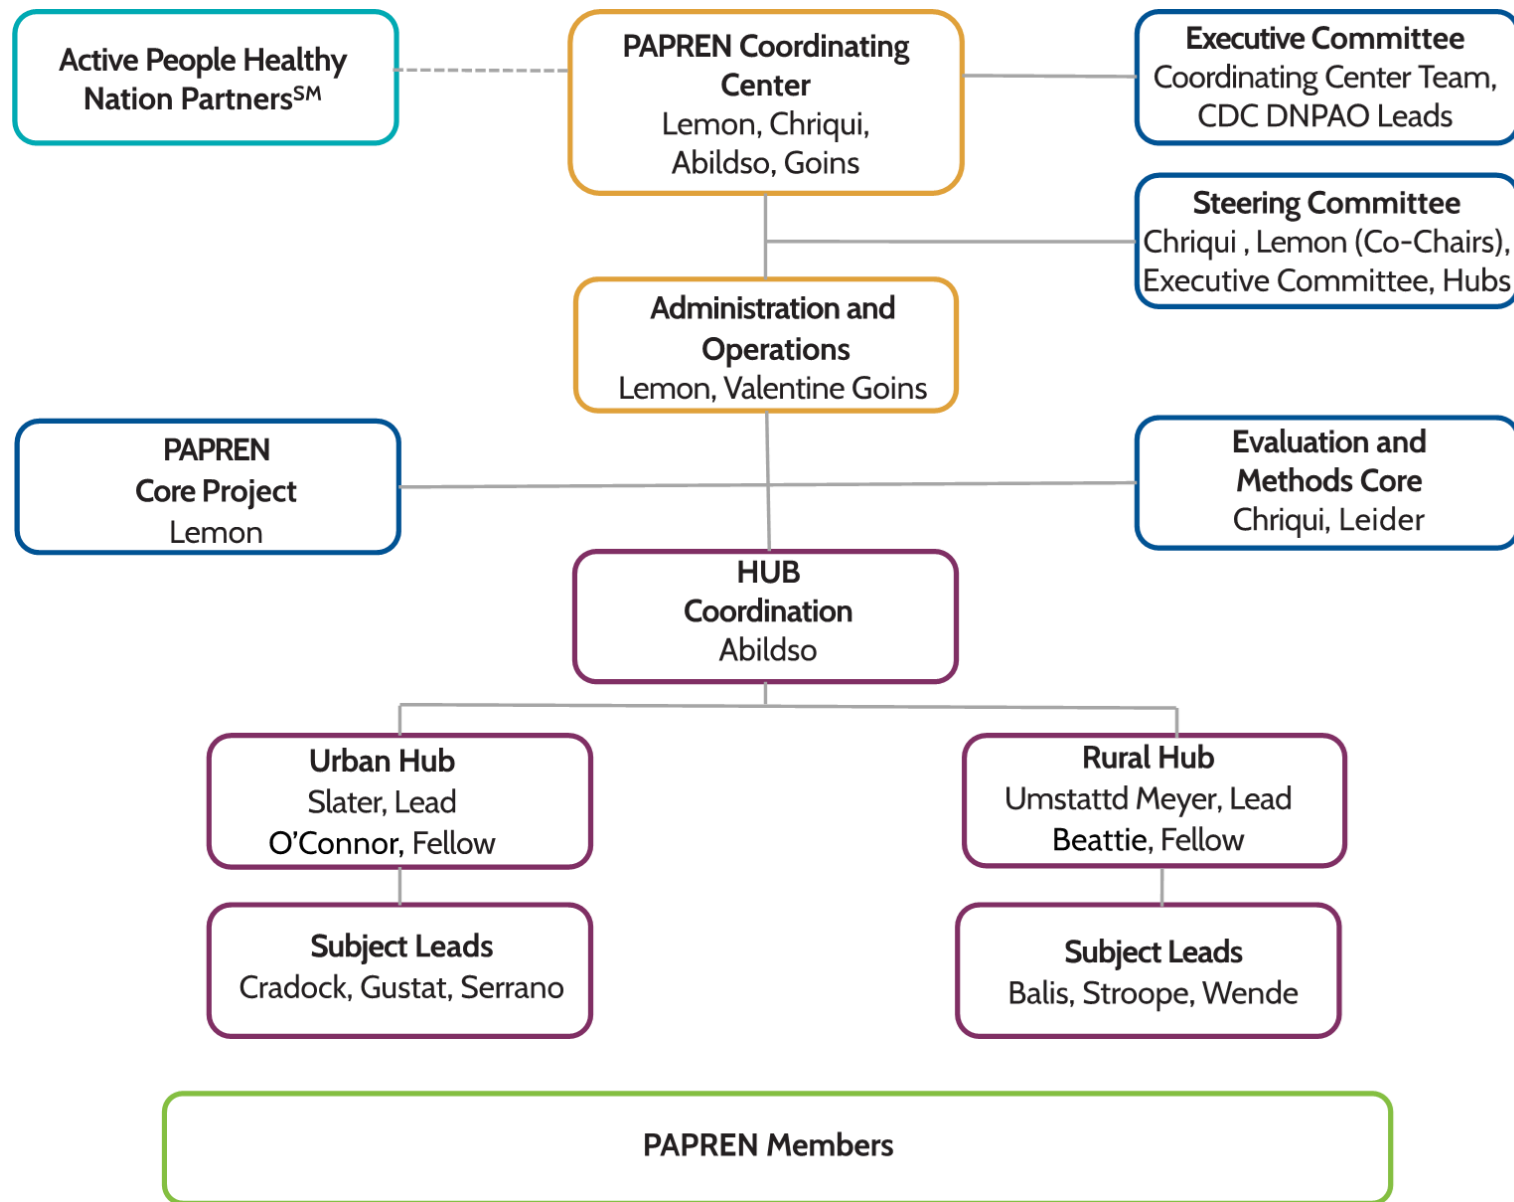 Active People Healthy
Nation PartnersSM
PAPREN Coordinating
Center
Lemon, Chriqui,
Abildso, Goins
Executive Committee
Coordinating Center Team,
CDC DNPAO Leads
Steering Committee
Chriqui , Lemon (Co-Chairs),
Executive Committee, Hubs
Administration and
Operations
Lemon, Valentine Goins
PAPREN
Core Project
Lemon
Evaluation and
Methods Core
Chriqui, Leider
HUB
Coordination
Abildso
Urban Hub
Slater, Lead
O’Connor, Fellow
Rural Hub
Umstattd Meyer, Lead
Beattie, Fellow
Subject Leads
Cradock, Gustat, Serrano
Subject Leads
Balis, Stroope, Wende
PAPREN Members